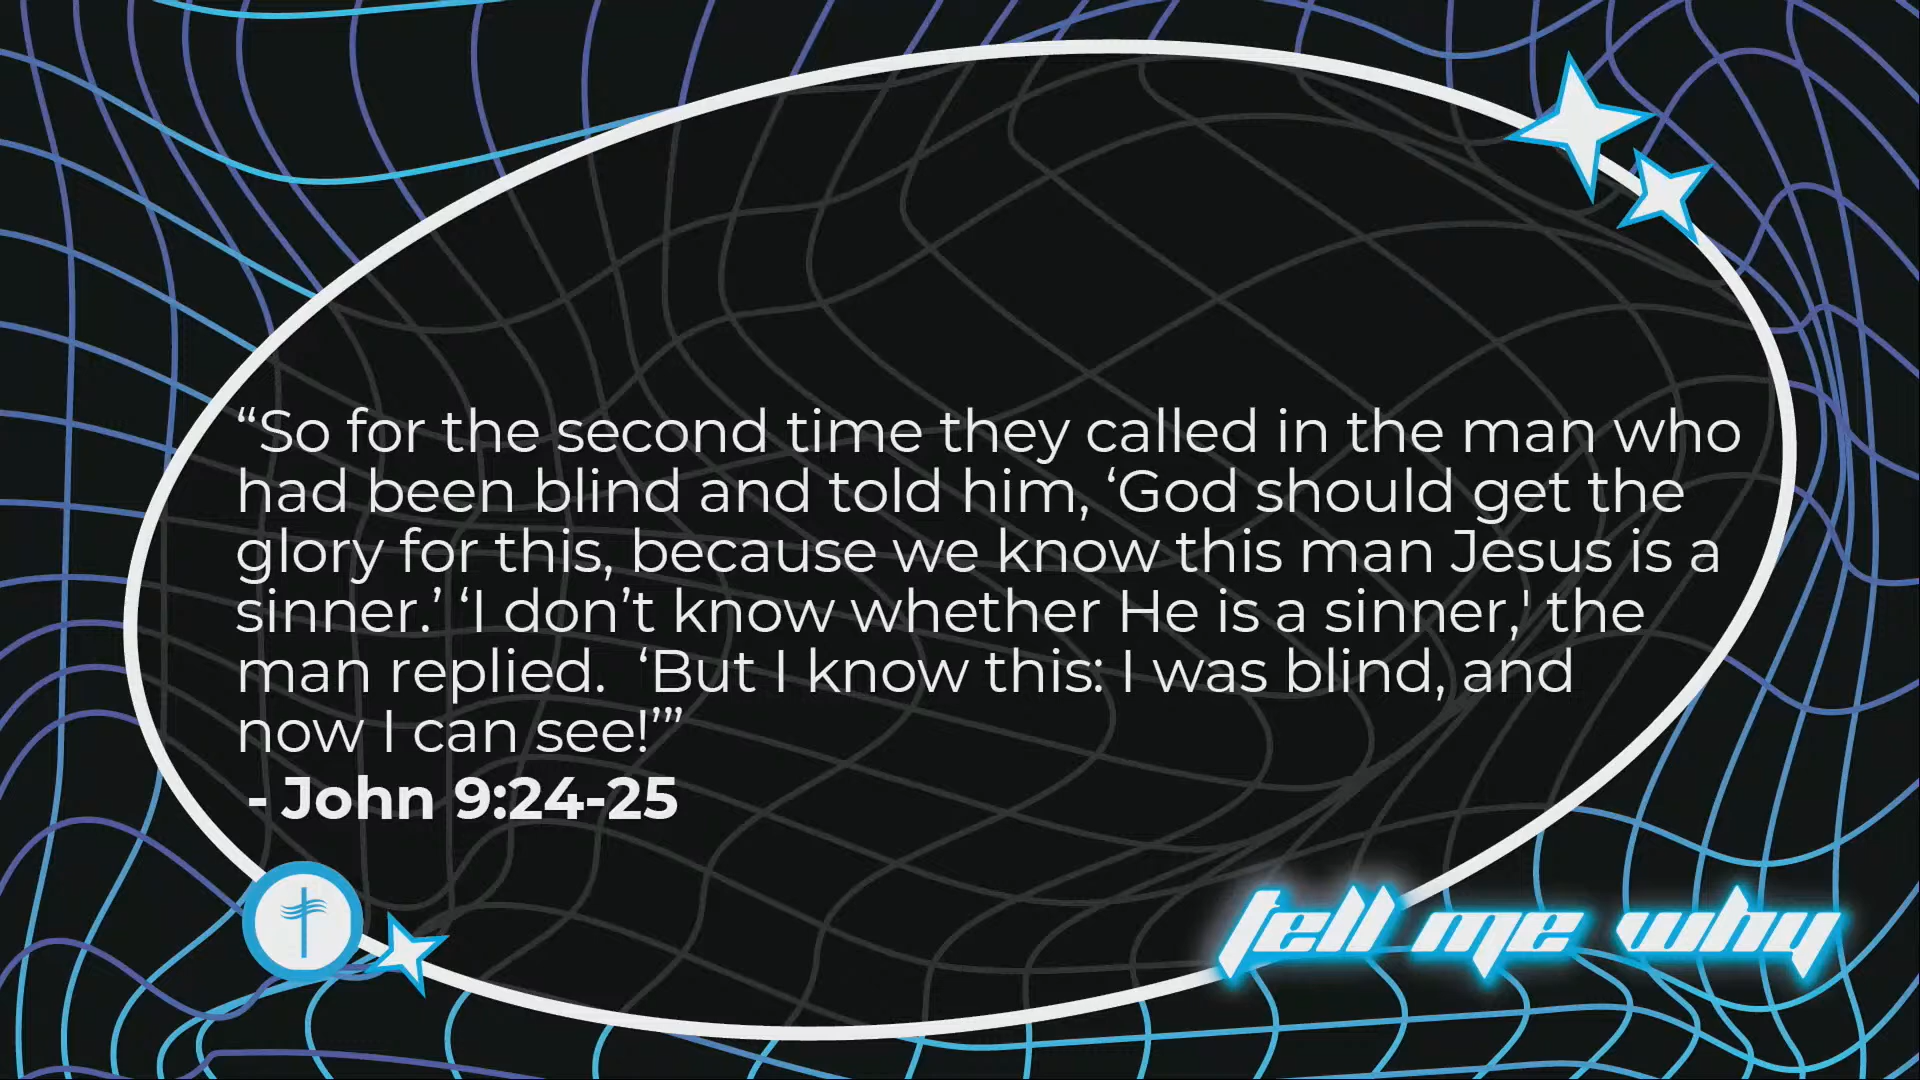 “So for the second time they called in the man who
had been blind and told him, ‘God should get the
glory for this, because we know this man Jesus is a
sinner.’ ‘I don’t know whether He is a sinner,' the
man replied.  ‘But I know this: I was blind, and
now I can see!’”
- John 9:24-25
tell me why